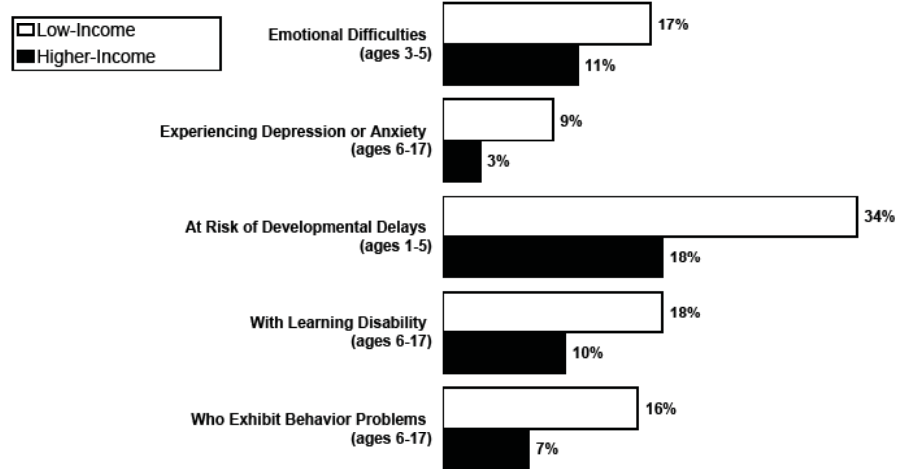 Low-Income
Higher-Income
Emotional Difficulties
(ages 3-5)
17%
11%
Experiencing Depression or Anxiety
(ages 6-17)
9%
3%
At Risk of Developmental Delays
(ages 1-5)
34%
18%
With Learning Disability
(ages 6-17)
18%
10%
Who Exhibit Behavior Problems
(ages 6-17)
16%
7%